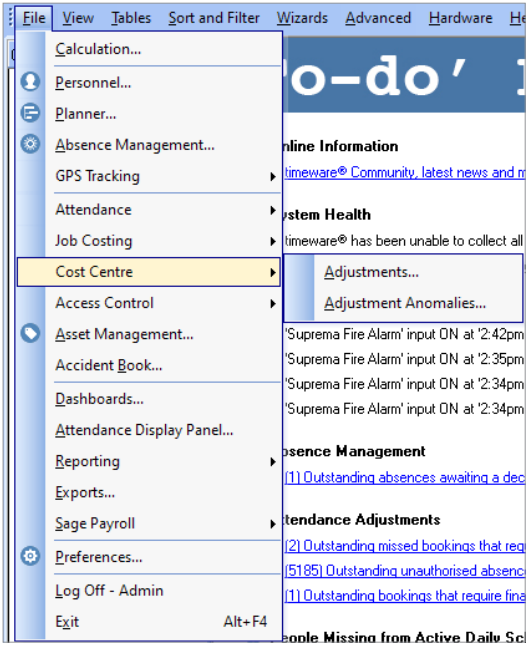 File View Tables Sort and Filter Wizards Advanced Hardware
Calculation...
o-do'
Personnel...
Planner...
Absence Management...
Information
GPS Tracking
timeware® Community, latest news and
Attendance
Health
Job Costing
timeware® has been unable to collect all
Cost Centre
Adjustments...
Access Control
Adjustment Anomalies...
Asset Management...
'Suprema Fire Alarm' input ON at '2:42pm
Accident Book...
'Suprema Fire Alarm' input ON at '2:35pm
'Suprema Fire Alarm' input ON at '2:34pm
Dashboards...
'Suprema Fire Alarm' input ON at '2:34pm
Attendance Display Panel...
Management
Reporting
(1) Outstanding absences awaiting a dec
Exports...
Sage Payroll
tendance Adjustments
Preferences...
(2) Outstanding missed bookings that req
(5185) Outstanding unauthorised absenc
Log Off - Admin
(1) Outstanding bookings that require fina
Exit Alt+F4
eople Missing from Active Daily Sc